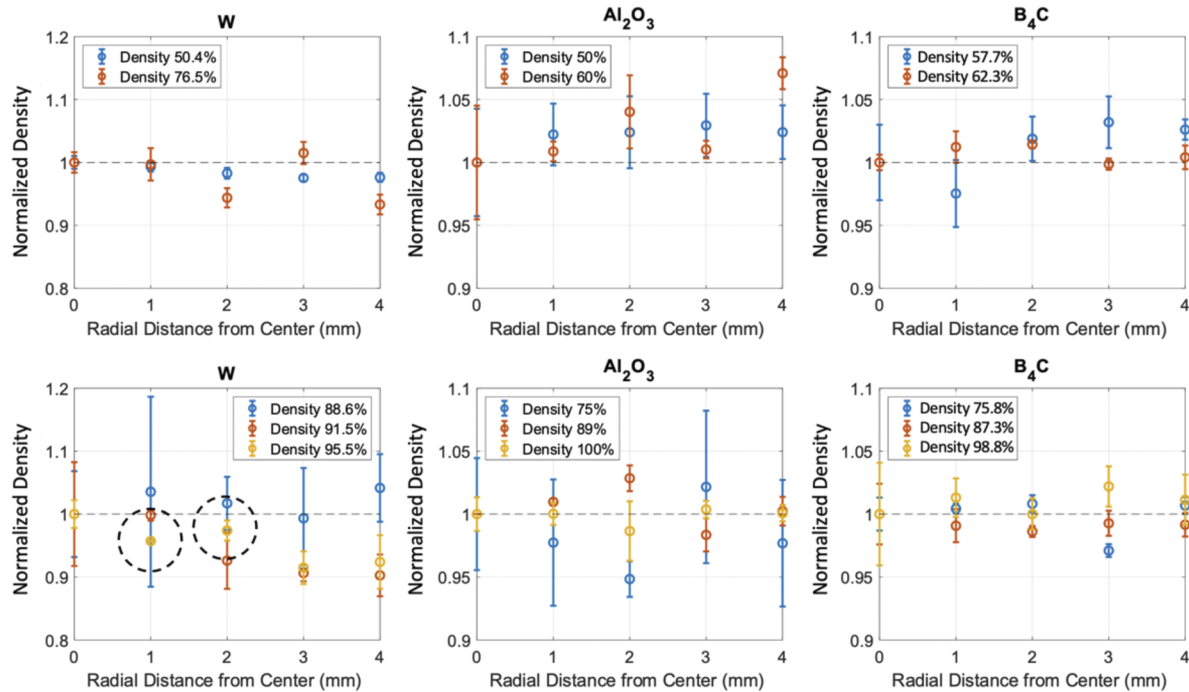 W
1.2
1.1
1
0.9
0.8
0
1
2
3
4
Normalized Density
Radial Distance from Center (mm)
Density 50.4%
Density 76.5%
Al2O3
1.1
1.05
1
0.95
0.9
0
1
2
3
4
Normalized Density
Radial Distance from Center (mm)
Density 50%
Density 60%
B4C
1.1
1.05
1
0.95
0.9
0
1
2
3
4
Normalized Density
Radial Distance from Center (mm)
Density 57.7%
Density 62.3%
W
1.2
1.1
1
0.9
0.8
0
1
2
3
4
Normalized Density
Radial Distance from Center (mm)
Density 88.6%
Density 91.5%
Density 95.5%
Al2O3
1.1
1.05
1
0.95
0.9
0
1
2
3
4
Normalized Density
Radial Distance from Center (mm)
Density 75%
Density 89%
Density 100%
B4C
1.1
1.05
1
0.95
0.9
0
1
2
3
4
Normalized Density
Radial Distance from Center (mm)
Density 75.8%
Density 87.3%
Density 98.8%